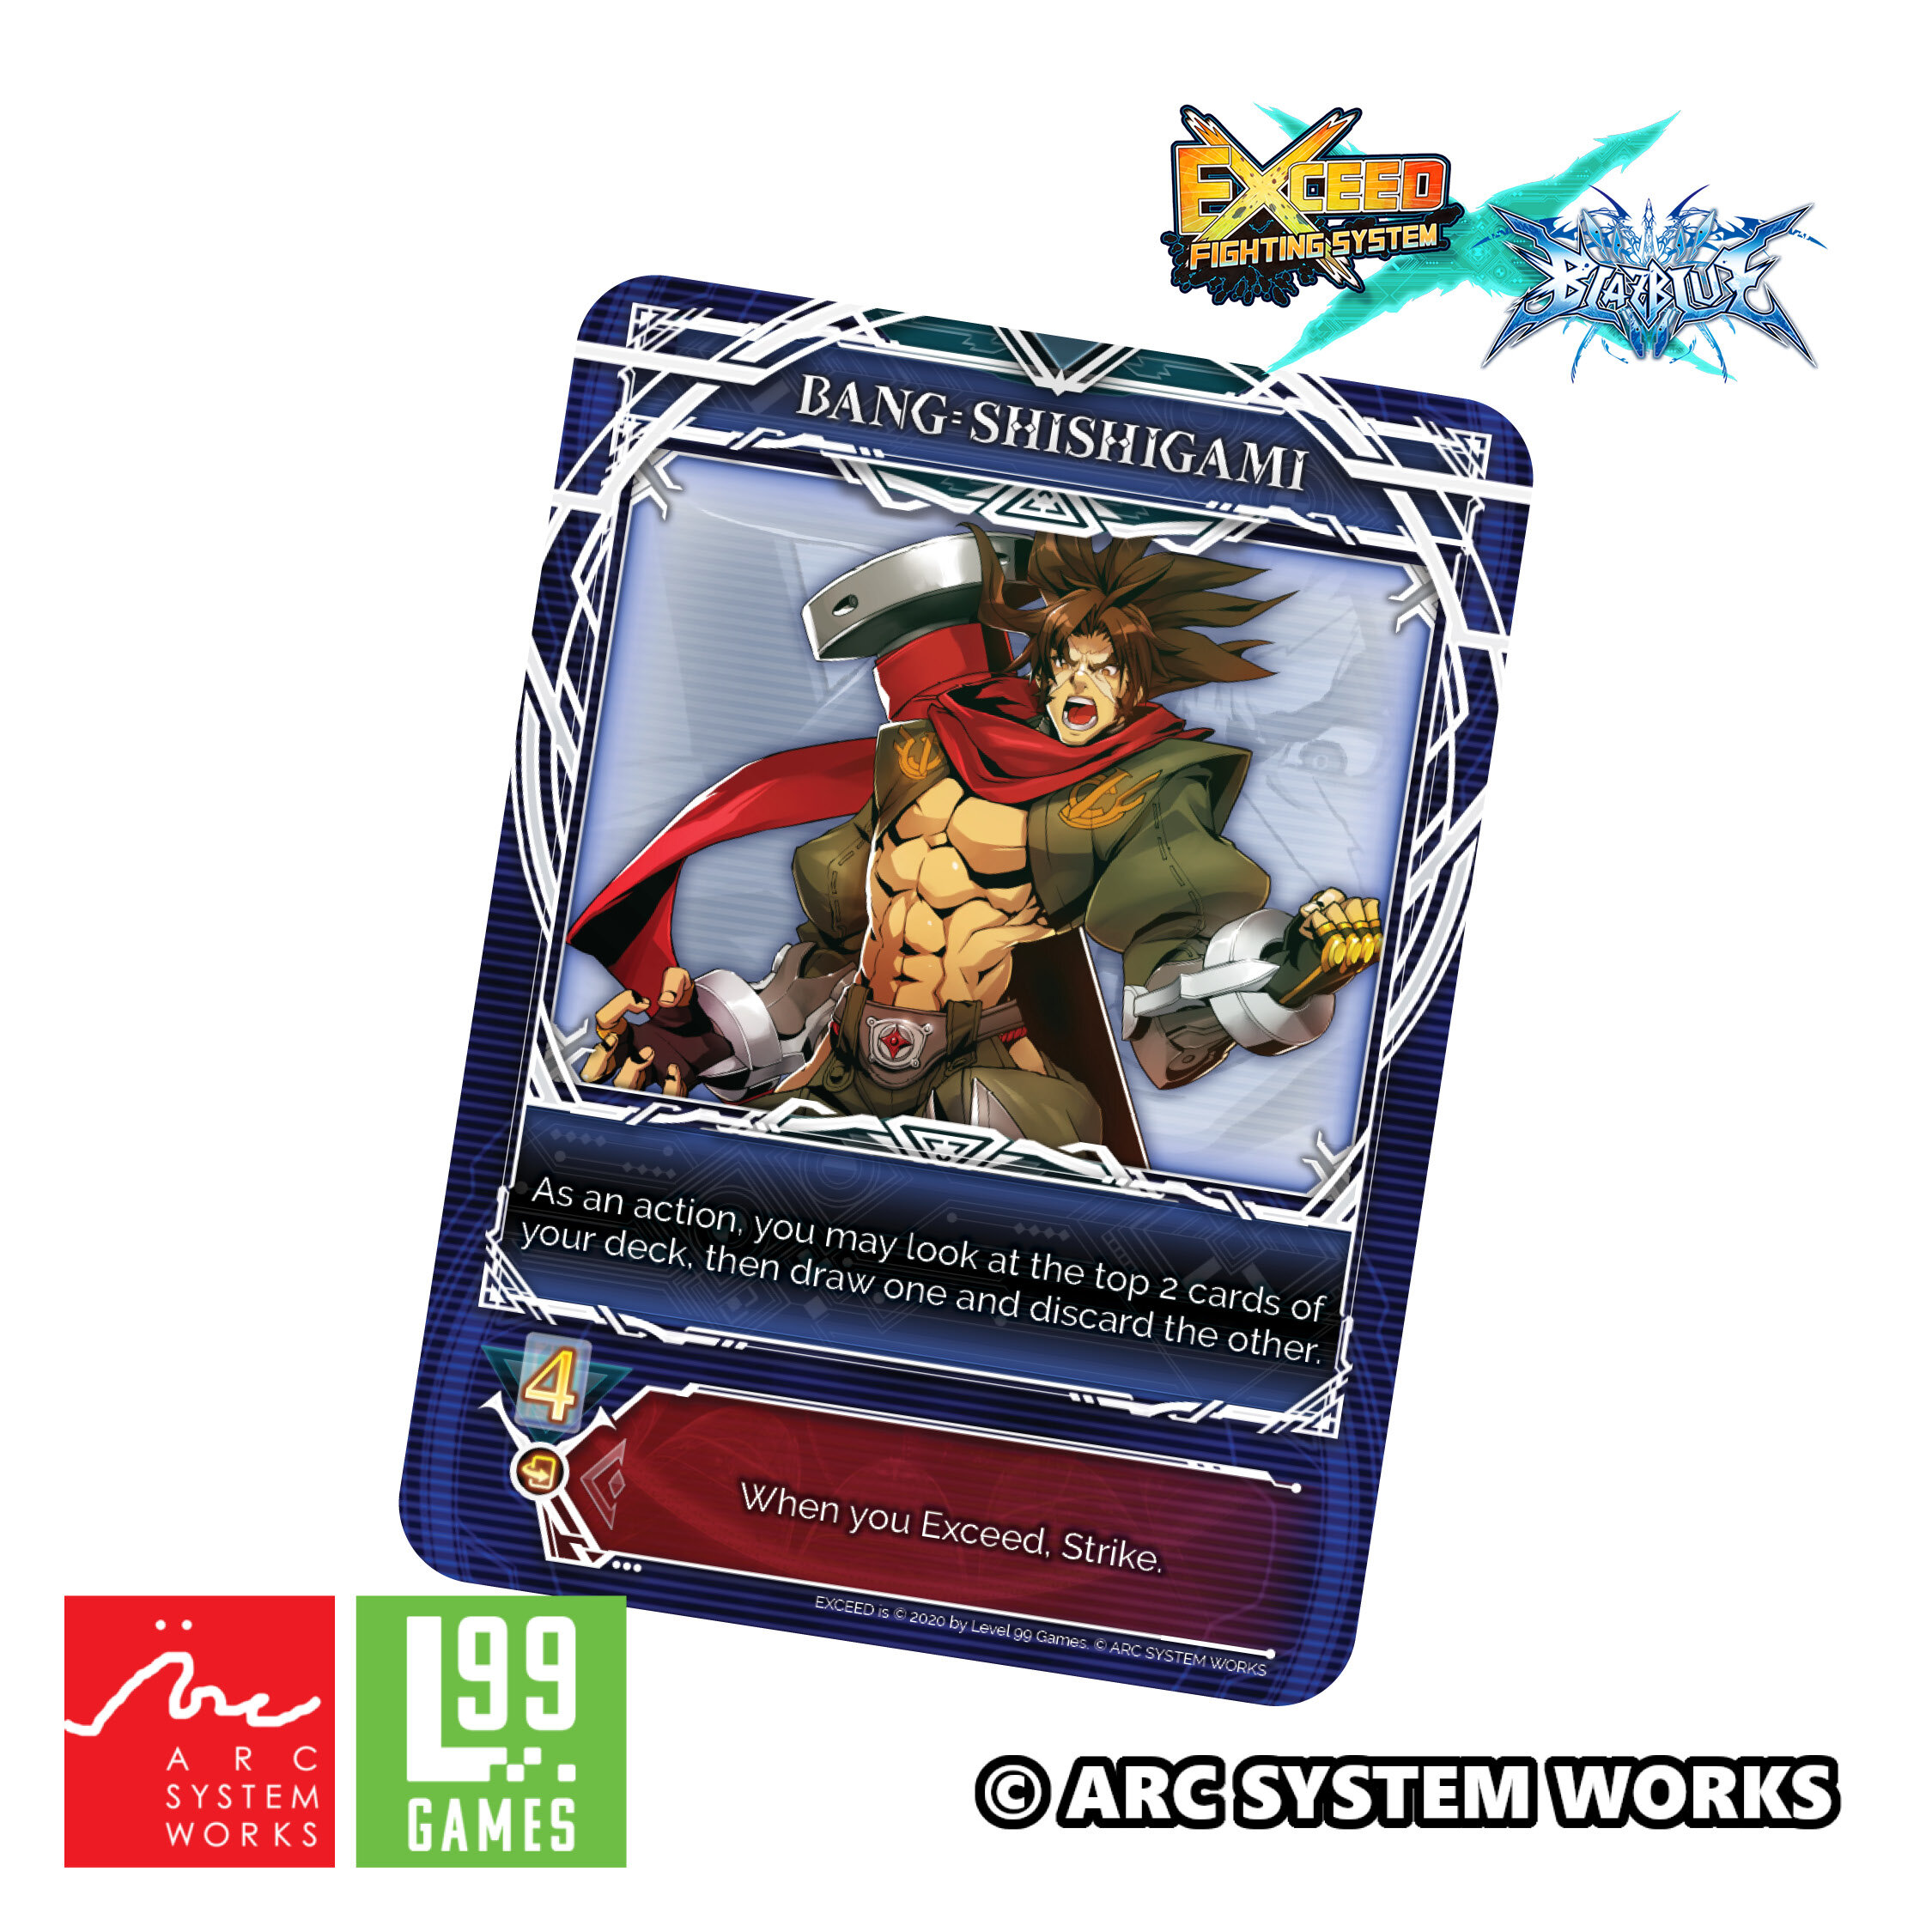 EXCEED
FIGHTING SYSTEM
BLAZBLUE
BANG=SHISHIGAMI
As an action, you may look at the top 2 cards of
your deck, then draw one and discard the other.
4
When you Exceed, Strike.
EXCEED is © 2020 by Level 99 Games. © ARC SYSTEM WORKS
Arc
ARC
SYSTEM
WORKS
L99
GAMES
© ARC SYSTEM WORKS